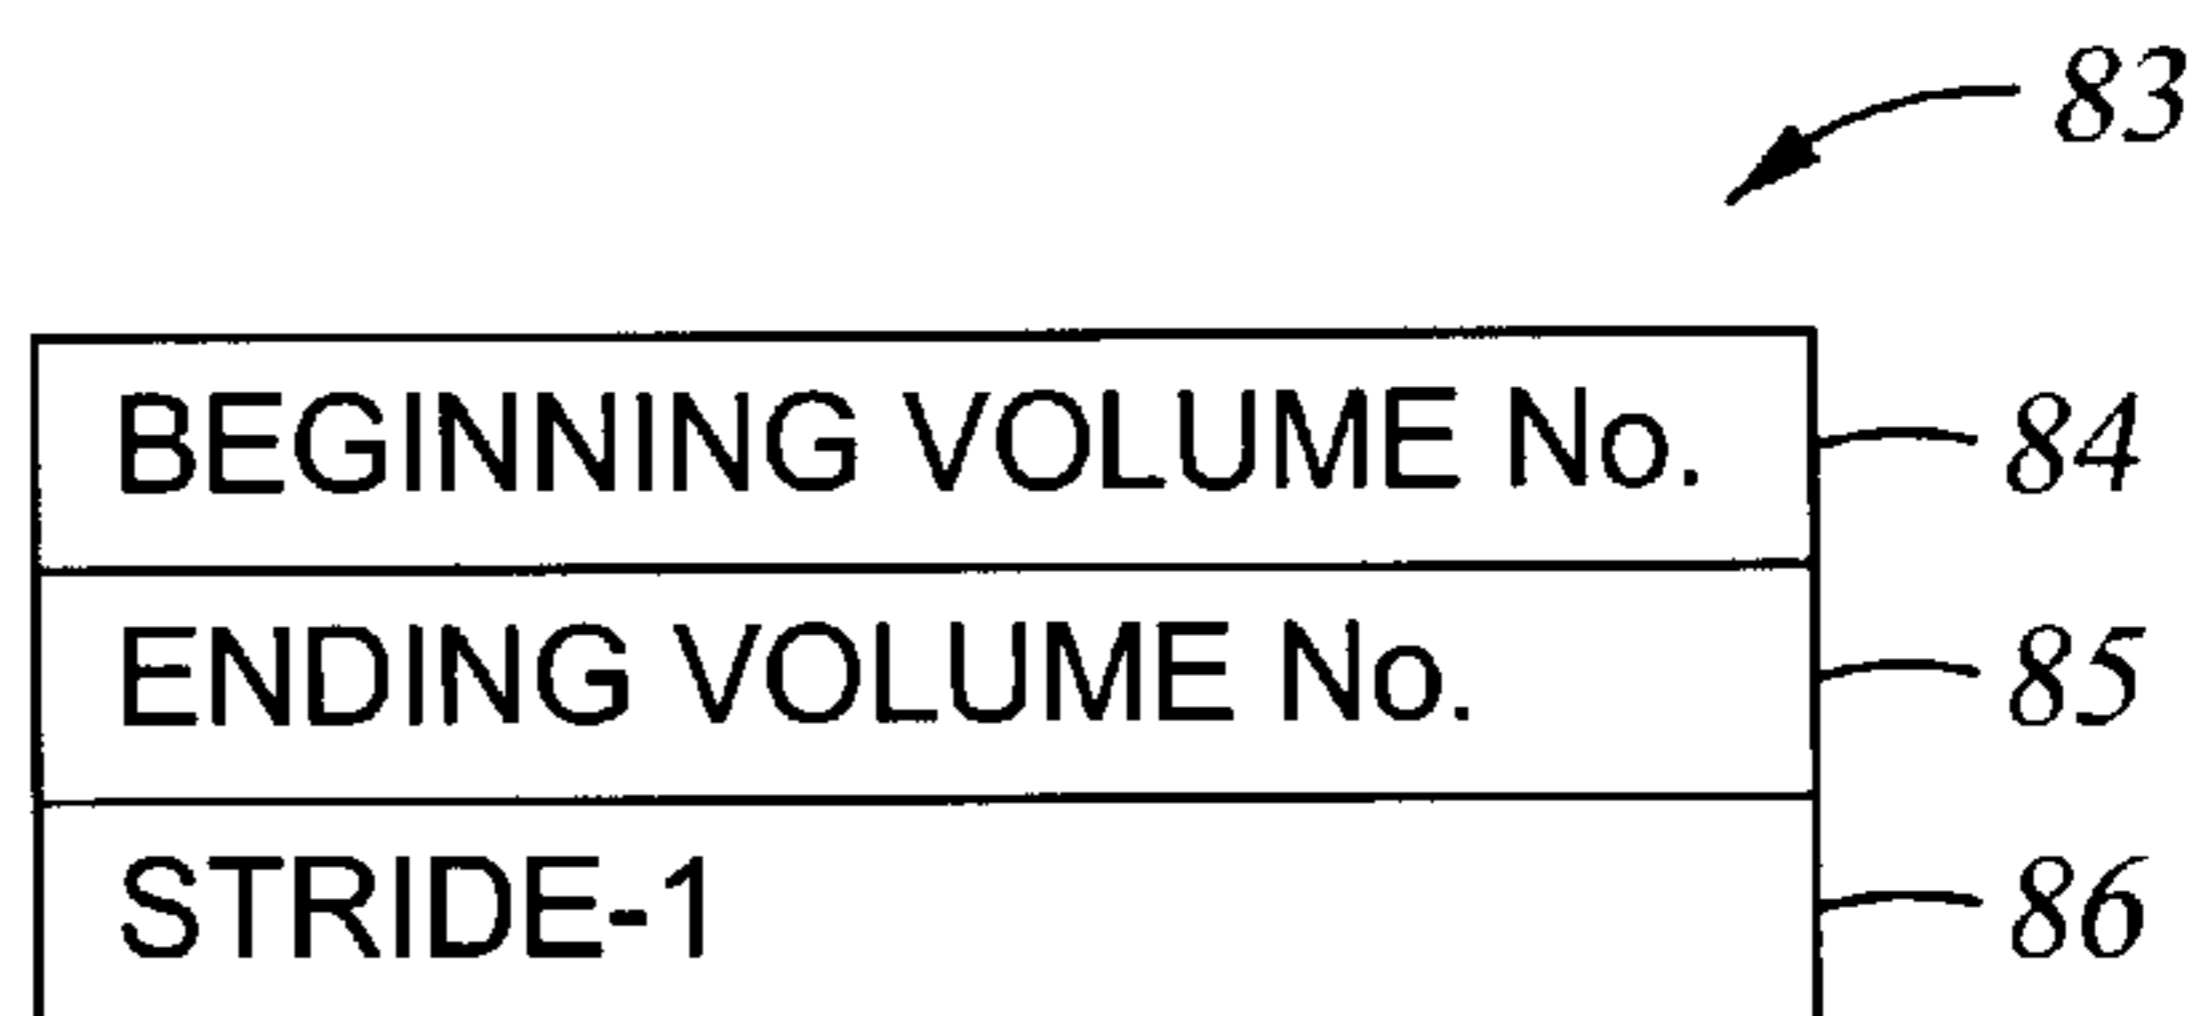 83
BEGINNING VOLUME No. 84
ENDING VOLUME No. 85
STRIDE-1 86